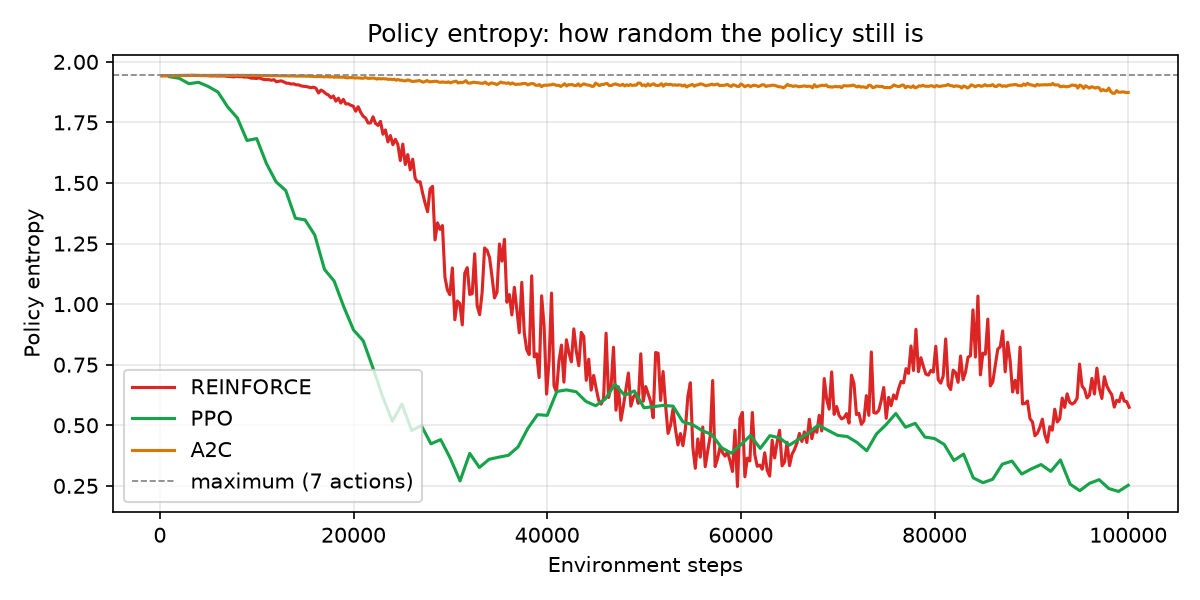 Policy entropy: how random the policy still is
Policy entropy
2.00
1.75
1.50
1.25
1.00
0.75
0.50
0.25
REINFORCE
PPO
A2C
maximum (7 actions)
0
20000
40000
60000
80000
100000
Environment steps